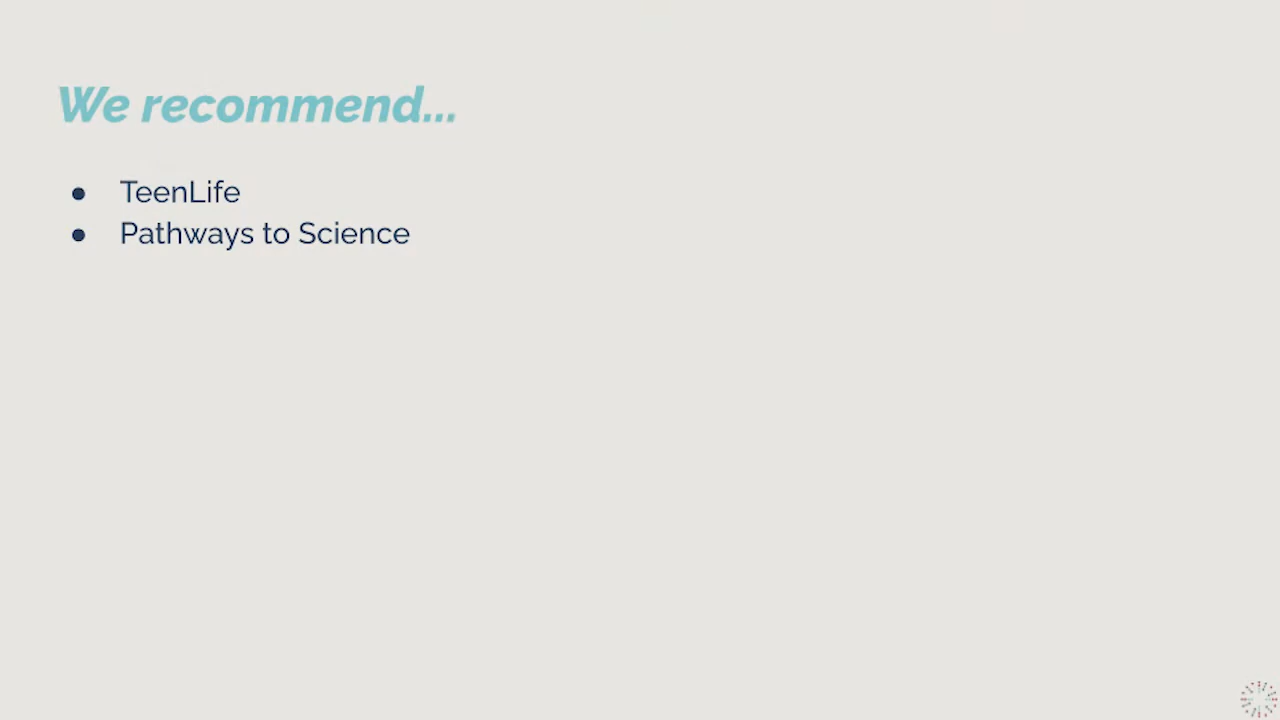 We recommend...
● TeenLife
● Pathways to Science